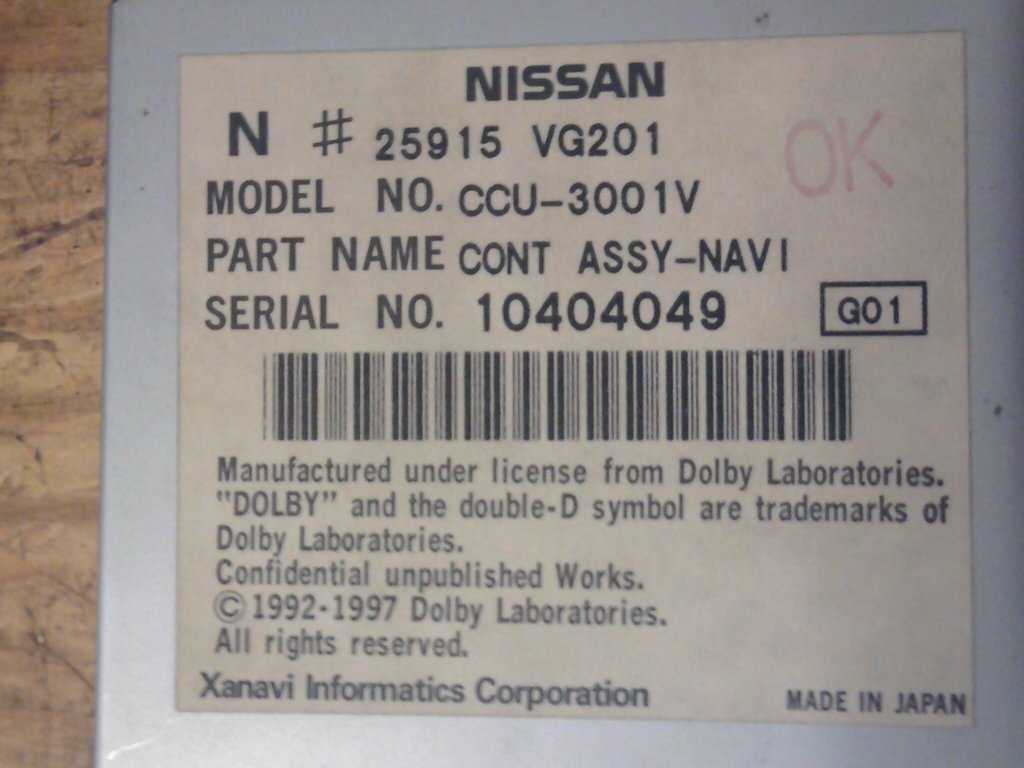 NISSAN
N # 25915 VG201
OK
MODEL NO. CCU-3001V
PART NAME CONT ASSY-NAVI
SERIAL NO. 10404049 G01
Manufactured under license from Dolby Laboratories.
"DOLBY" and the double-D symbol are trademarks of
Dolby Laboratories.
Confidential unpublished Works.
©1992-1997 Dolby Laboratories.
All rights reserved.
Xanavi Informatics Corporation MADE IN JAPAN